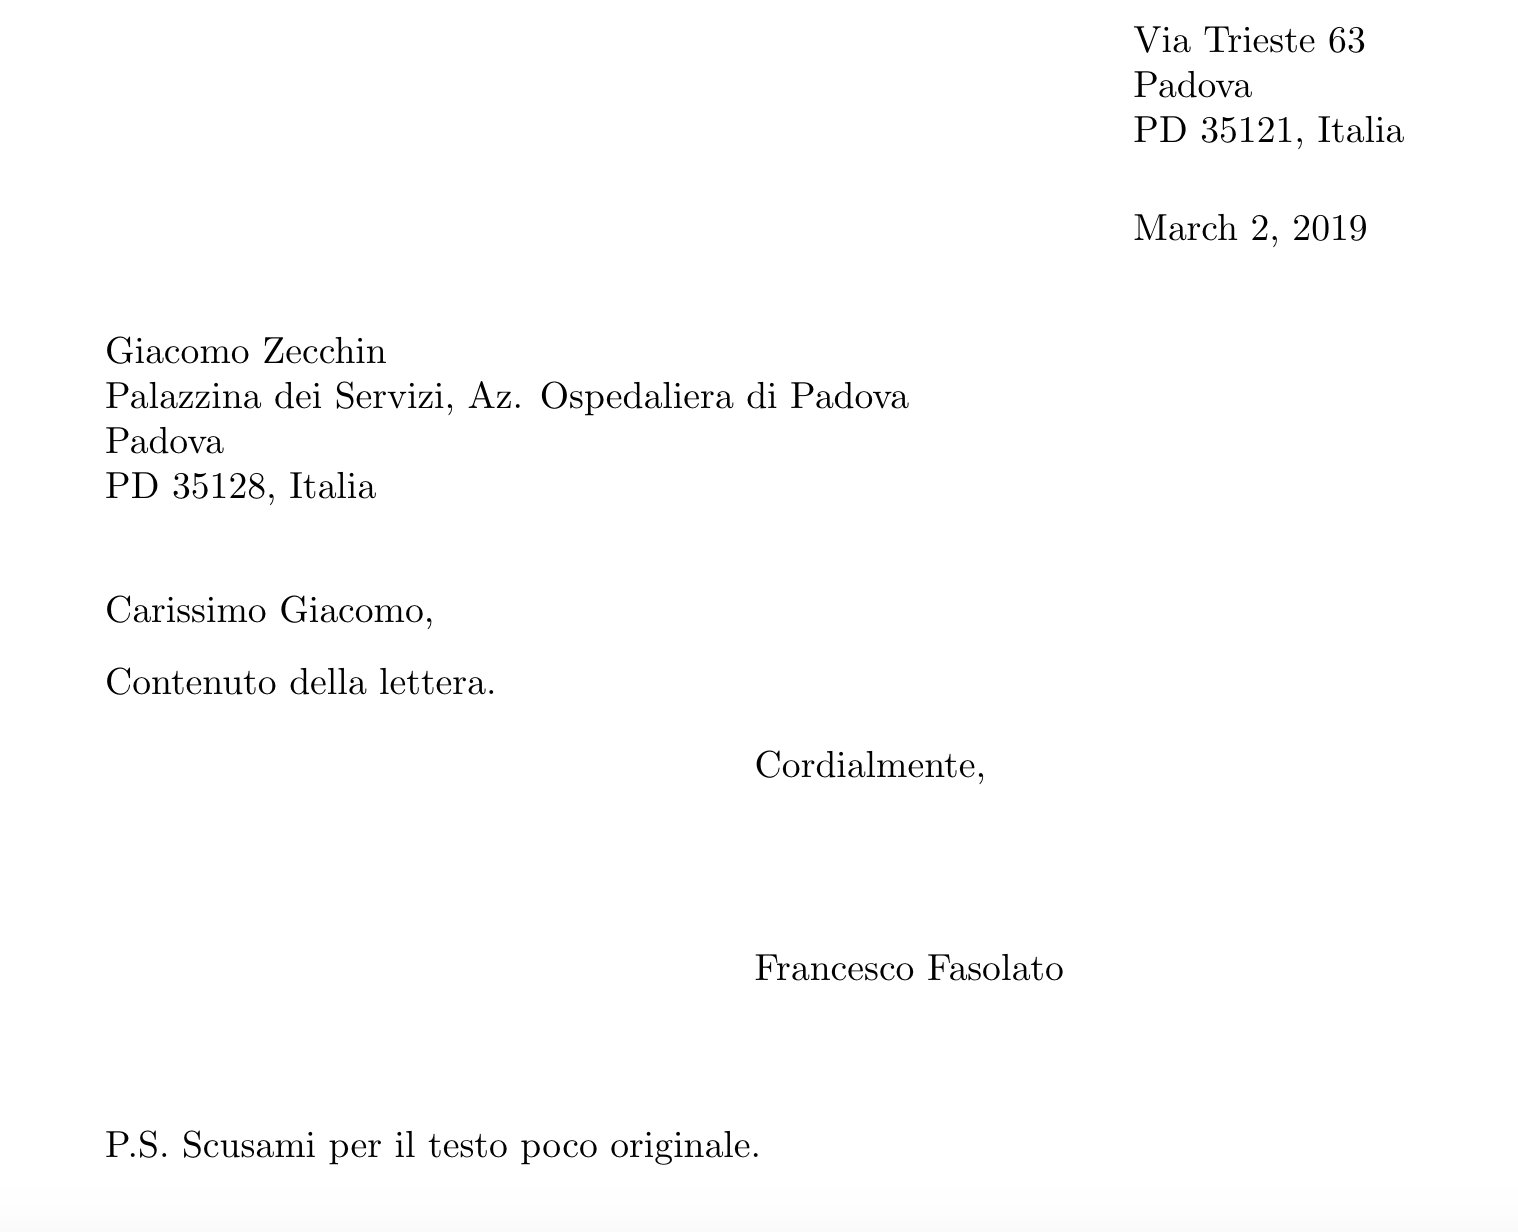 Via Trieste 63
Padova
PD 35121, Italia
March 2, 2019
Giacomo Zecchin
Palazzina dei Servizi, Az. Ospedaliera di Padova
Padova
PD 35128, Italia
Carissimo Giacomo,
Contenuto della lettera.
Cordialmente,
Francesco Fasolato
P.S. Scusami per il testo poco originale.